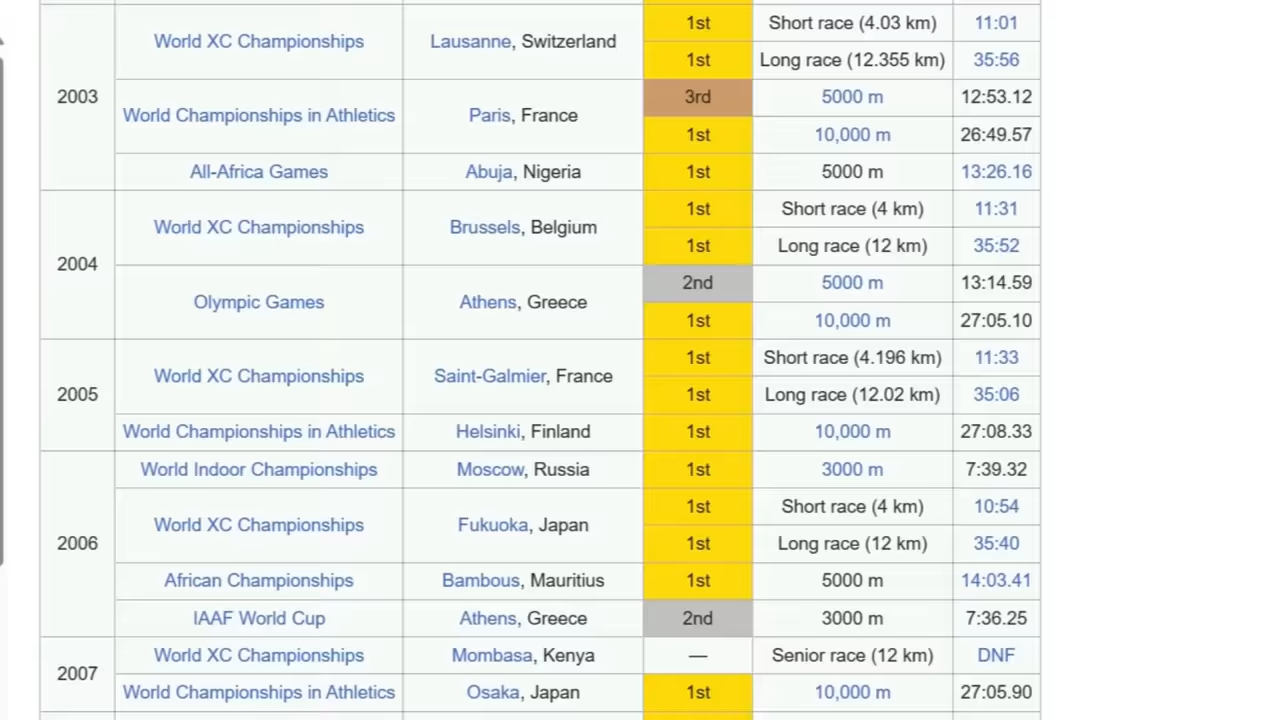 2003 World XC Championships Lausanne, Switzerland 1st Short race (4.03 km) 11:01
1st Long race (12.355 km) 35:56
World Championships in Athletics Paris, France 3rd 5000 m 12:53.12
1st 10,000 m 26:49.57
All-Africa Games Abuja, Nigeria 1st 5000 m 13:26.16
2004 World XC Championships Brussels, Belgium 1st Short race (4 km) 11:31
1st Long race (12 km) 35:52
Olympic Games Athens, Greece 2nd 5000 m 13:14.59
1st 10,000 m 27:05.10
2005 World XC Championships Saint-Galmier, France 1st Short race (4.196 km) 11:33
1st Long race (12.02 km) 35:06
World Championships in Athletics Helsinki, Finland 1st 10,000 m 27:08.33
2006 World Indoor Championships Moscow, Russia 1st 3000 m 7:39.32
World XC Championships Fukuoka, Japan 1st Short race (4 km) 10:54
1st Long race (12 km) 35:40
African Championships Bambous, Mauritius 1st 5000 m 14:03.41
IAAF World Cup Athens, Greece 2nd 3000 m 7:36.25
2007 World XC Championships Mombasa, Kenya — Senior race (12 km) DNF
World Championships in Athletics Osaka, Japan 1st 10,000 m 27:05.90